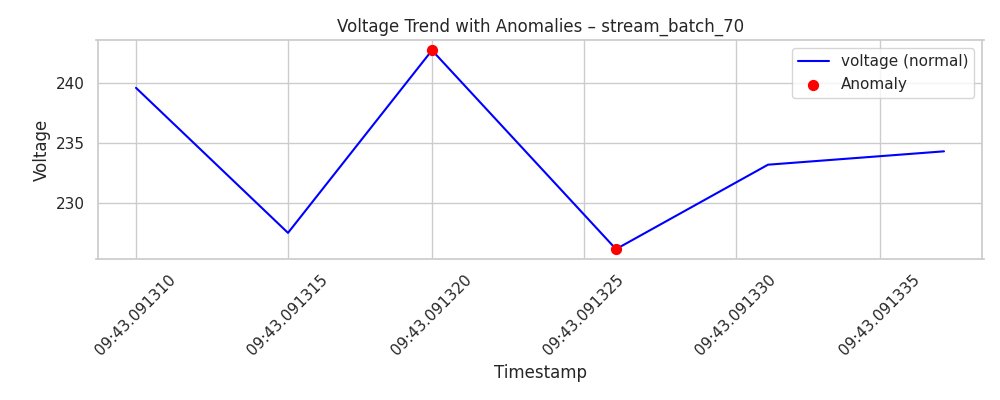 Voltage Trend with Anomalies – stream_batch_70
voltage (normal)
Anomaly
Voltage
240
235
230
09:43.091310
09:43.091315
09:43.091320
09:43.091325
09:43.091330
09:43.091335
Timestamp